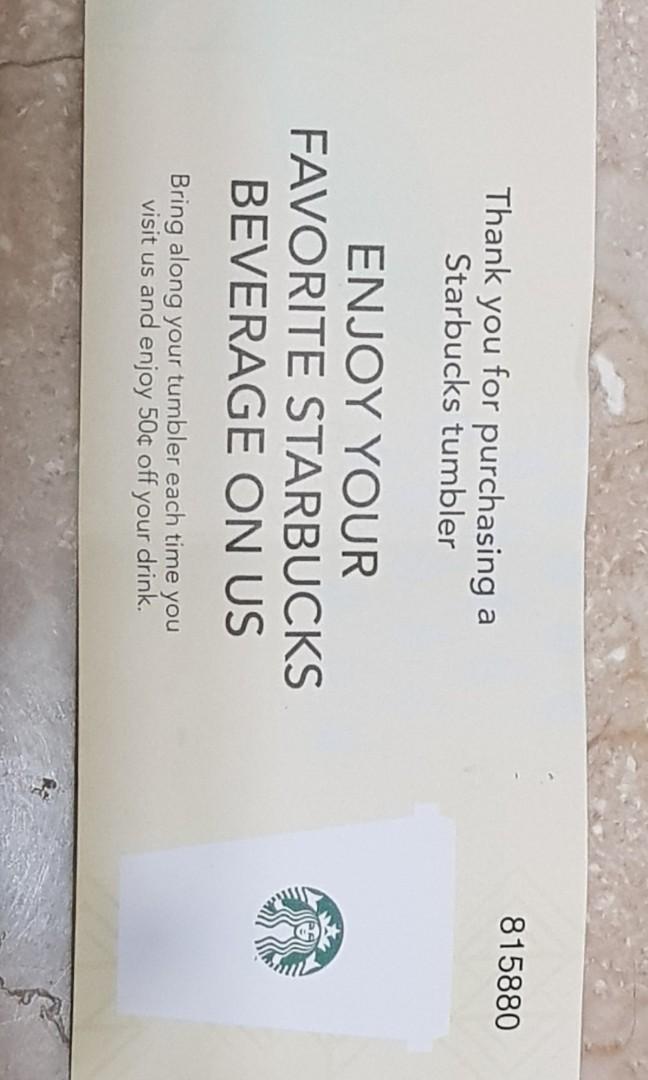 815880
Thank you for purchasing a
Starbucks tumbler
ENJOY YOUR
FAVORITE STARBUCKS
BEVERAGE ON US
Bring along your tumbler each time you
visit us and enjoy 50¢ off your drink.